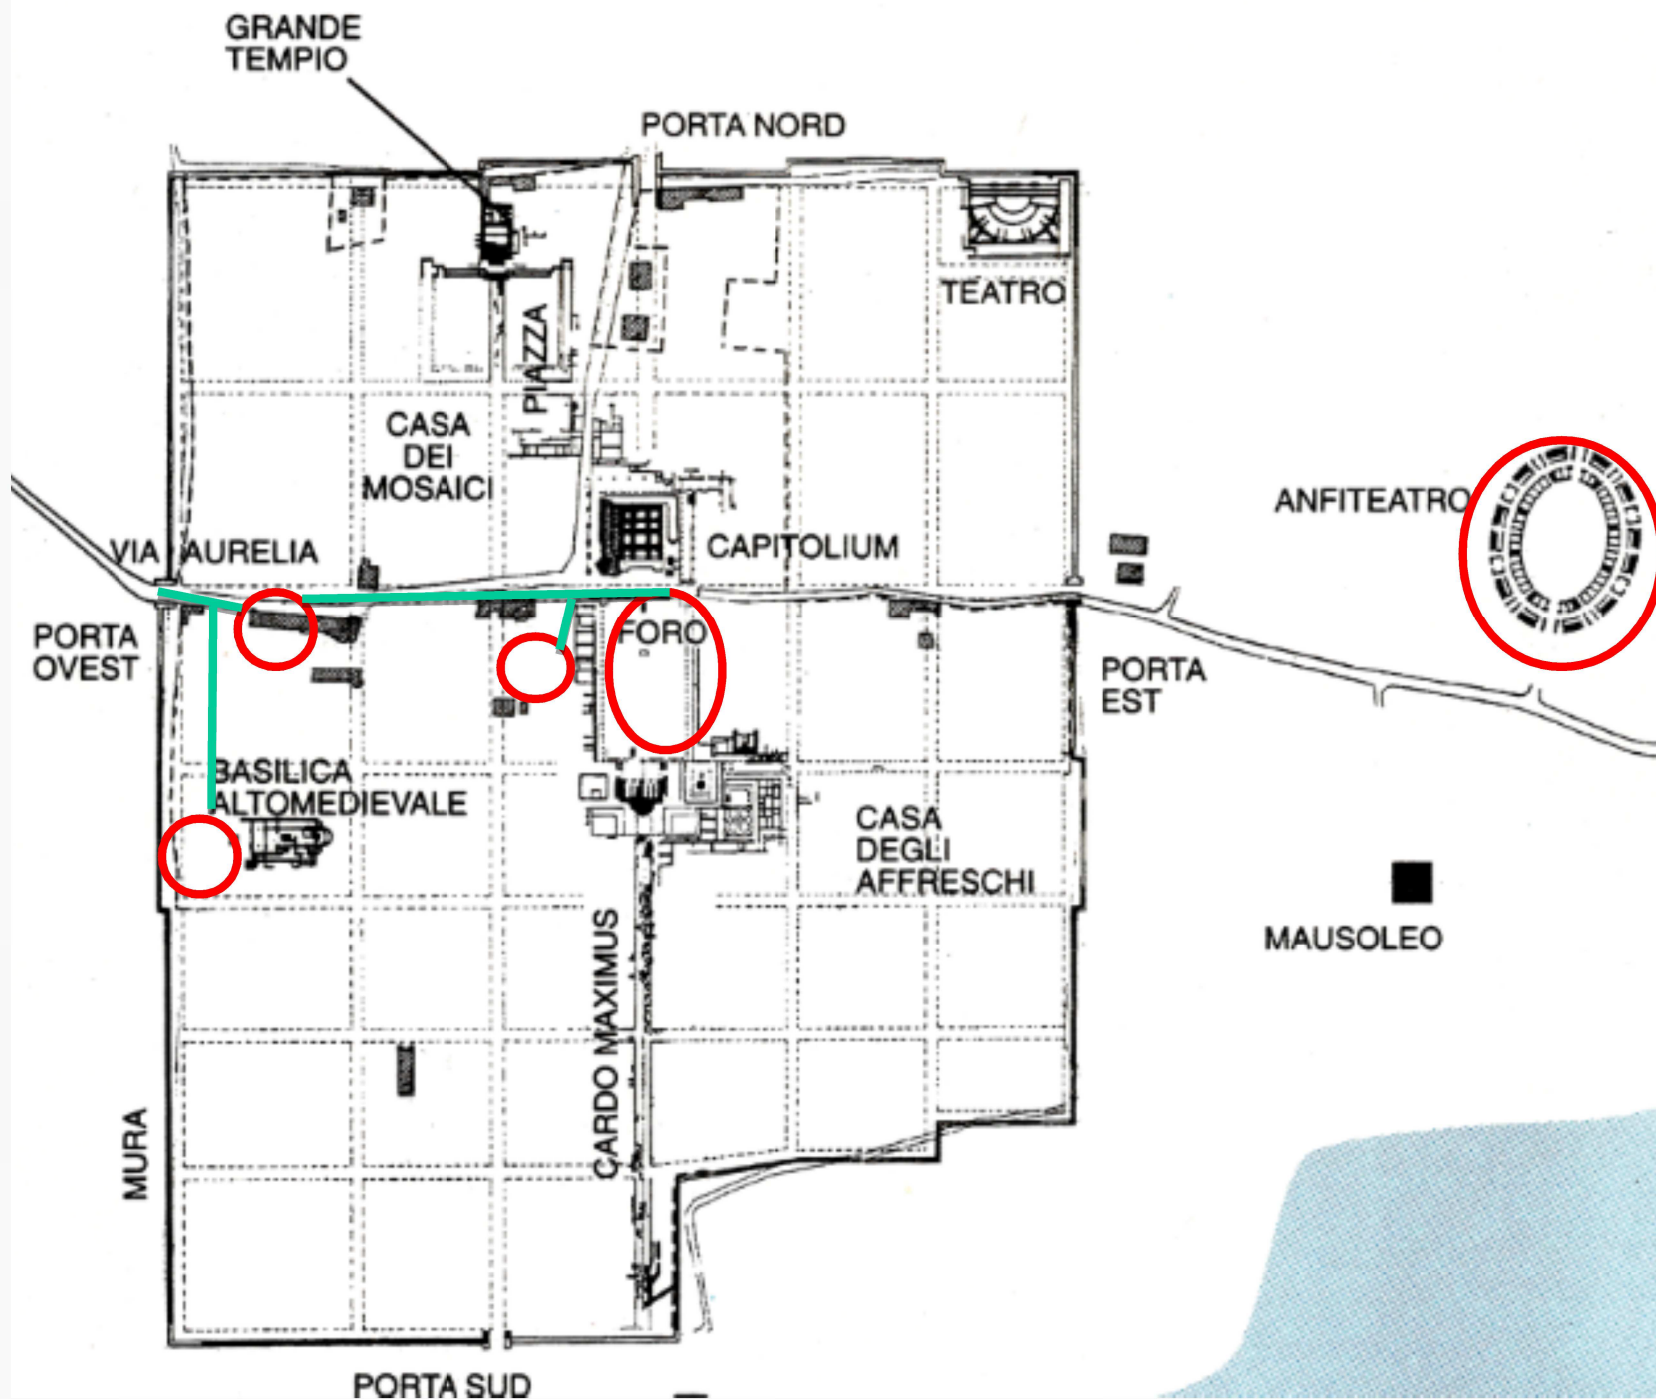 GRANDE
TEMPIO
PORTA NORD
TEATRO
PIAZZA
CASA
DEI
MOSAICI
ANFITEATRO
VIA AURELIA
CAPITOLIUM
FORO
PORTA
OVEST
PORTA
EST
BASILICA
ALTOMEDIEVALE
CASA
DEGLI
AFFRESCHI
MAUSOLEO
CARDO MAXIMUS
MURA
PORTA SUD